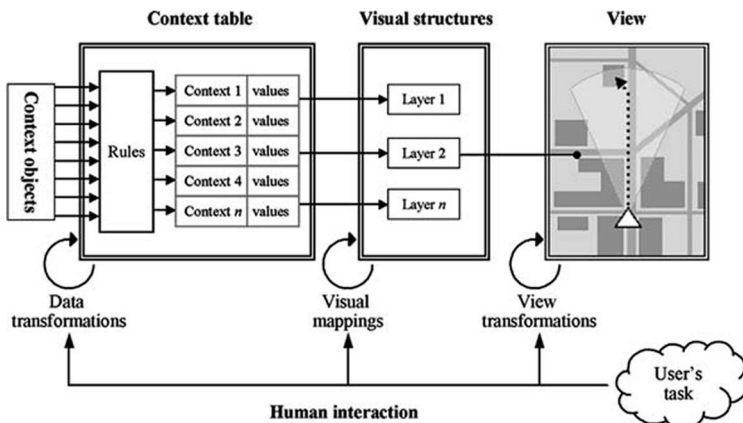 Context table
Visual structures
View
Context objects
Rules
Context 1 values
Context 2 values
Context 3 values
Context 4 values
Context n values
Layer 1
Layer 2
Layer n
Data
transformations
Visual
mappings
View
transformations
User's
task
Human interaction